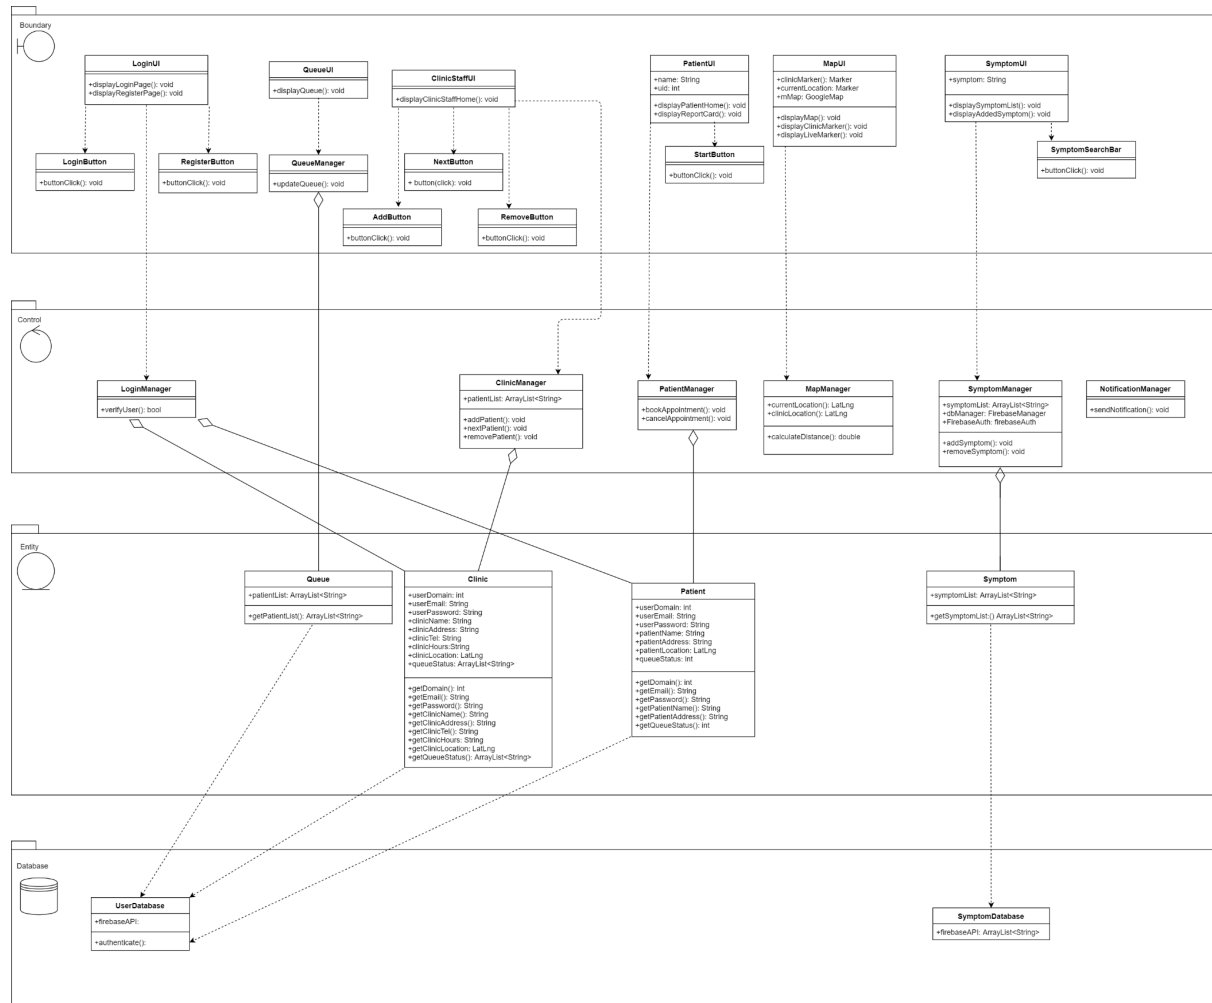 Boundary
LoginUI
+displayLoginPage(): void
+displayRegisterPage(): void
QueueUI
+displayQueue(): void
ClinicStaffUI
+displayClinicStaffHome(): void
PatientUI
+name: String
+uid: int
+displayPatientHome(): void
+displayReportCard(): void
MapUI
+clinicMarker(): Marker
+currentLocation: Marker
+mMap: GoogleMap
+displayMap(): void
+displayClinicMarker(): void
+displayLiveMarker(): void
SymptomUI
+symptom: String
+displaySymptomList(): void
+displayAddedSymptom(): void
LoginButton
+buttonClick(): void
RegisterButton
+buttonClick(): void
QueueManager
+updateQueue(): void
NextButton
+ button(click): void
StartButton
+buttonClick(): void
SymptomSearchBar
+buttonClick(): void
AddButton
+buttonClick(): void
RemoveButton
+buttonClick(): void
Control
LoginManager
+verifyUser(): bool
ClinicManager
+patientList: ArrayList<String>
+addPatient(): void
+nextPatient(): void
+removePatient(): void
PatientManager
+bookAppointment(): void
+cancelAppointment(): void
MapManager
+currentLocation(): LatLng
+clinicLocation(): LatLng
+calculateDistance(): double
SymptomManager
+symptomList: ArrayList<String>
+dbManager: FIrebaseManager
+FIrebaseAuth: firebaseAuth
+addSymptom(): void
+removeSymptom(): void
NotificationManager
+sendNotification(): void
Entity
Queue
+patientList: ArrayList<String>
+getPatientList(): ArrayList<String>
Clinic
+userDomain: int
+userEmail: String
+userPassword: String
+clinicName: String
+clinicAddress: String
+clinicTel: String
+clinicHours:String
+clinicLocation: LatLng
+queueStatus: ArrayList<String>
+getDomain(): int
+getEmail(): String
+getPassword(): String
+getClinicName(): String
+getClinicAddress(): String
+getClinicTel(): String
+getClinicHours: String
+getClinicLocation: LatLng
+getQueueStatus(): ArrayList<String>
Patient
+userDomain: int
+userEmail: String
+userPassword: String
+patientName: String
+patientAddress: String
+patientLocation: LatLng
+queueStatus: int
+getDomain(): int
+getEmail(): String
+getPassword(): String
+getPatientName(): String
+getPatientAddress(): String
+getQueueStatus(): int
Symptom
+symptomList: ArrayList<String>
+getSymptomList:() ArrayList<String>
Database
UserDatabase
+firebaseAPI:
+authenticate():
SymptomDatabase
+firebaseAPI: ArrayList<String>